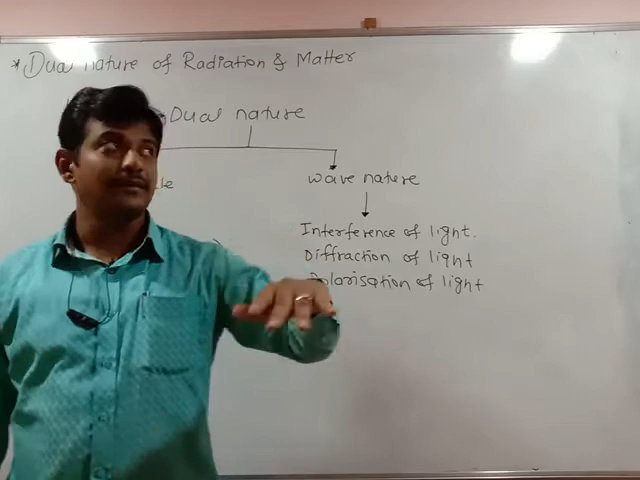 *Dual nature of Radiation & Matter
Dual nature
wave nature
Interference of light.
Diffraction of light
Polarisation of light